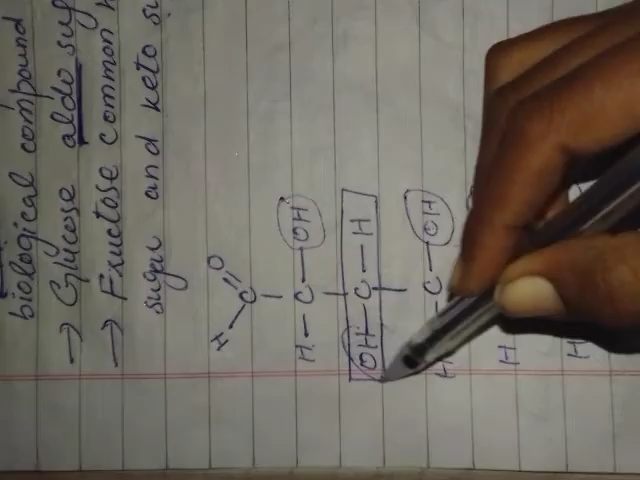 biological compound
→ Glucose aldo sug
→ Fructose common
sugar and keto su
H
C
O
H - C - OH
OH - C - H
H - C - OH
H
H